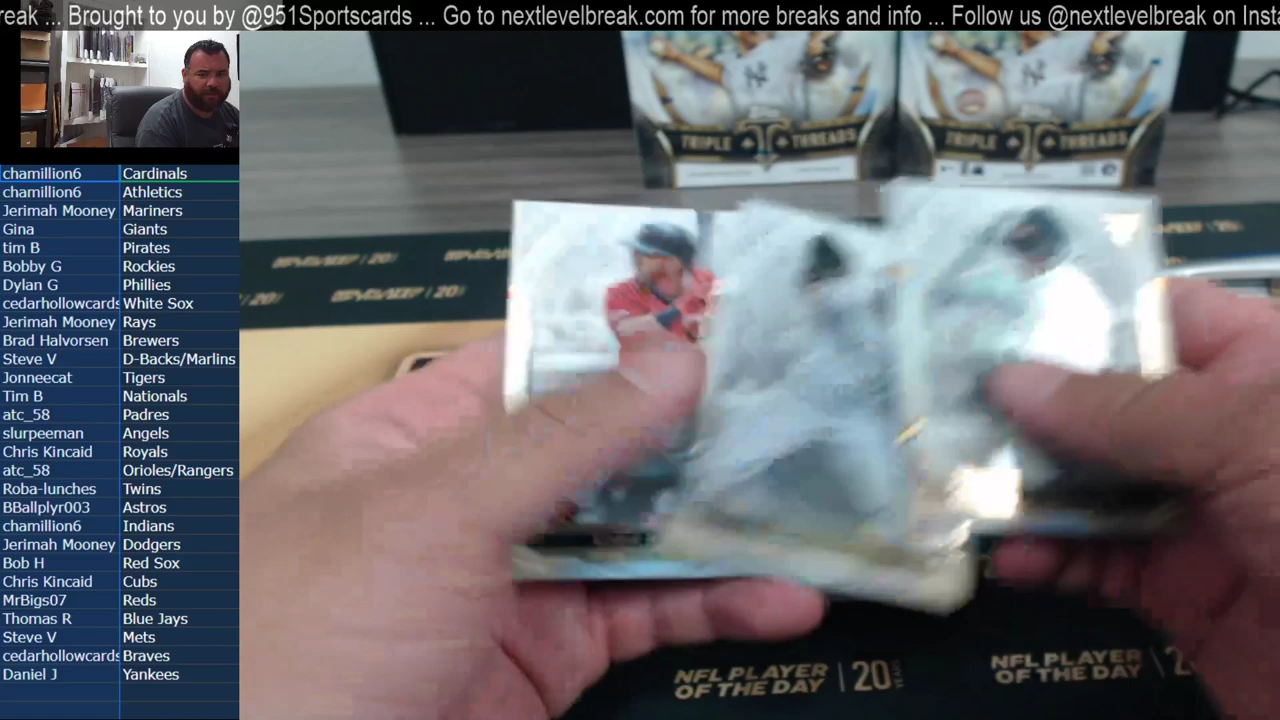 reak ... Brought to you by @951Sportscards ... Go to nextlevelbreak.com for more breaks and info ... Follow us @nextlevelbreak on Insta
TRIPLE THREADS
TRIPLE THREADS
chamillion6 Cardinals
chamillion6 Athletics
Jerimah Mooney Mariners
Gina Giants
tim B Pirates
Bobby G Rockies
Dylan G Phillies
cedarhollowcards White Sox
Jerimah Mooney Rays
Brad Halvorsen Brewers
Steve V D-Backs/Marlins
Jonneecat Tigers
Tim B Nationals
atc_58 Padres
slurpeeman Angels
Chris Kincaid Royals
atc_58 Orioles/Rangers
Roba-lunches Twins
BBallplyr003 Astros
chamillion6 Indians
Jerimah Mooney Dodgers
Bob H Red Sox
Chris Kincaid Cubs
MrBigs07 Reds
Thomas R Blue Jays
Steve V Mets
cedarhollowcards Braves
Daniel J Yankees
NFL PLAYER OF THE DAY | 20 YEARS
NFL PLAYER OF THE DAY